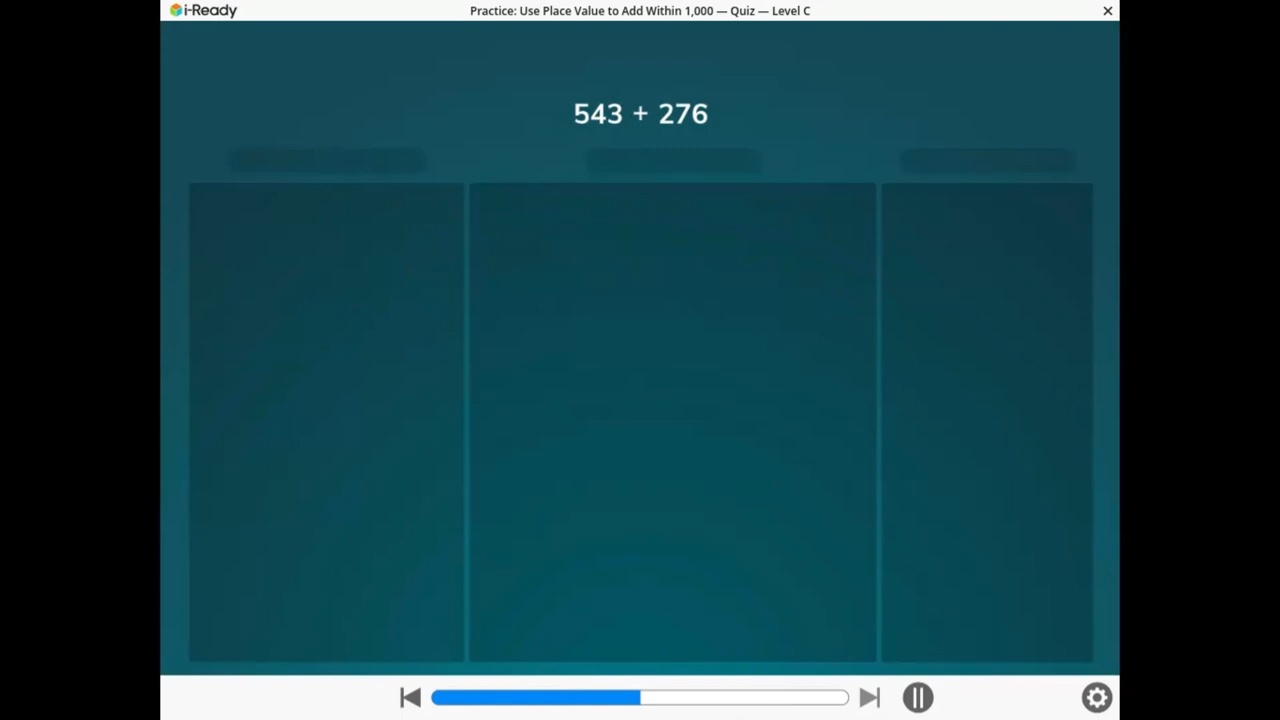 i-Ready
Practice: Use Place Value to Add Within 1,000 — Quiz — Level C
543 + 276